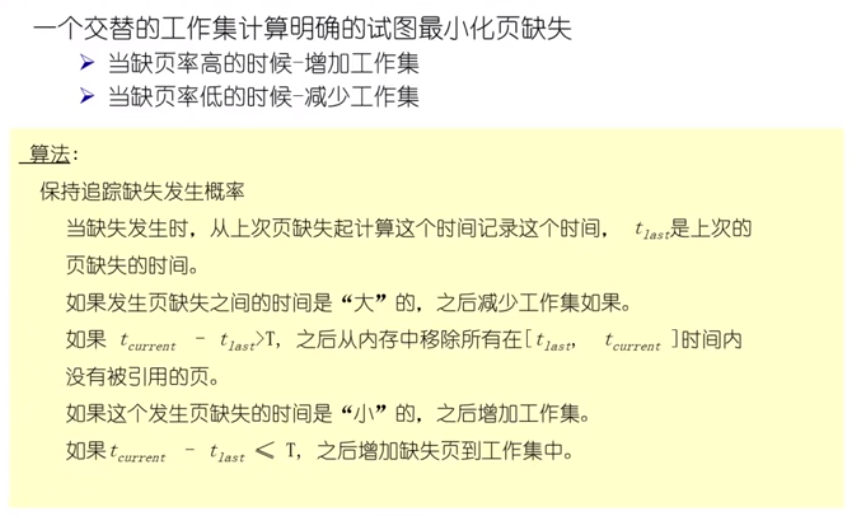 一个交替的工作集计算明确的试图最小化页缺失
➢ 当缺页率高的时候-增加工作集
➢ 当缺页率低的时候-减少工作集
算法:
保持追踪缺失发生概率
当缺失发生时，从上次页缺失起计算这个时间记录这个时间， tlast是上次的
页缺失的时间。
如果发生页缺失之间的时间是“大”的，之后减少工作集如果。
如果 tcurrent - tlast>T, 之后从内存中移除所有在[tlast, tcurrent ]时间内
没有被引用的页。
如果这个发生页缺失的时间是“小”的，之后增加工作集。
如果tcurrent - tlast ≤ T, 之后增加缺失页到工作集中。